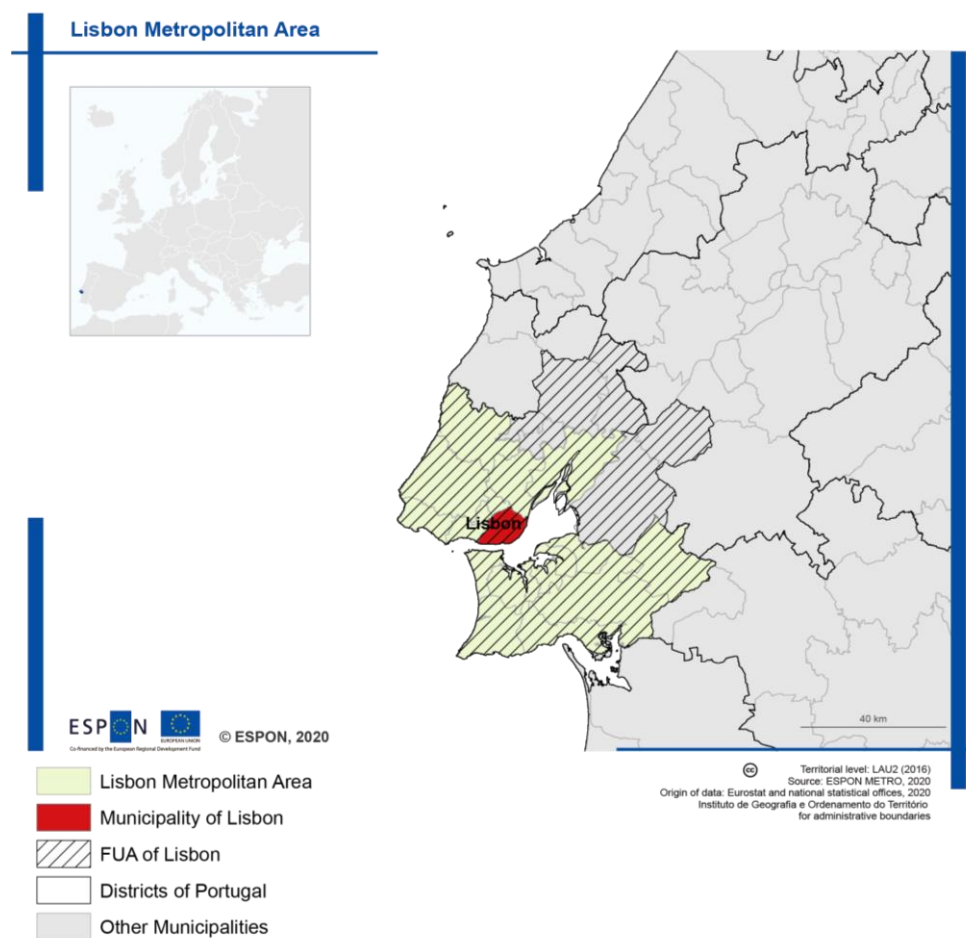 Lisbon Metropolitan Area
Lisbon
40 km
ESPON
EUROPEAN UNION
Co-financed by the European Regional Development Fund
© ESPON, 2020
cc
Territorial level: LAU2 (2016)
Source: ESPON METRO, 2020
Origin of data: Eurostat and national statistical offices, 2020
Instituto de Geografia e Ordenamento do Território
for administrative boundaries
Lisbon Metropolitan Area
Municipality of Lisbon
FUA of Lisbon
Districts of Portugal
Other Municipalities